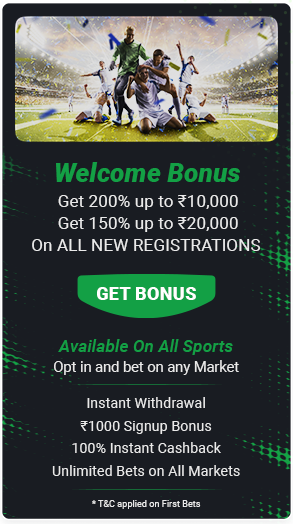 Welcome Bonus
Get 200% up to ₹10,000
Get 150% up to ₹20,000
On ALL NEW REGISTRATIONS
GET BONUS
Available On All Sports
Opt in and bet on any Market
Instant Withdrawal
₹1000 Signup Bonus
100% Instant Cashback
Unlimited Bets on All Markets
* T&C applied on First Bets